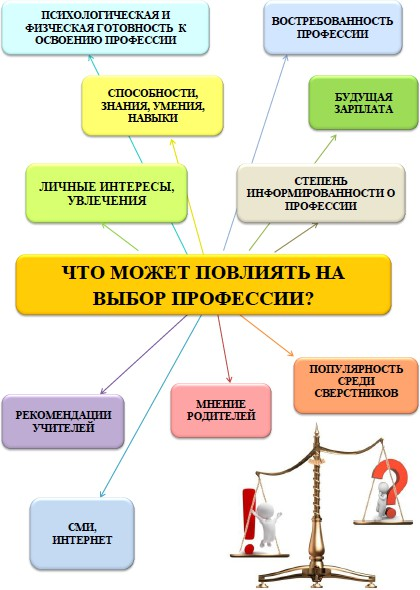 ПСИХОЛОГИЧЕСКАЯ И
ФИЗЧЕСКАЯ ГОТОВНОСТЬ К
ОСВОЕНИЮ ПРОФЕССИИ
ВОСТРЕБОВАННОСТЬ
ПРОФЕССИИ
СПОСОБНОСТИ,
ЗНАНИЯ, УМЕНИЯ,
НАВЫКИ
БУДУЩАЯ
ЗАРПЛАТА
ЛИЧНЫЕ ИНТЕРЕСЫ,
УВЛЕЧЕНИЯ
СТЕПЕНЬ
ИНФОРМИРОВАННОСТИ О
ПРОФЕССИИ
ЧТО МОЖЕТ ПОВЛИЯТЬ НА
ВЫБОР ПРОФЕССИИ?
РЕКОМЕНДАЦИИ
УЧИТЕЛЕЙ
МНЕНИЕ
РОДИТЕЛЕЙ
ПОПУЛЯРНОСТЬ
СРЕДИ
СВЕРСТНИКОВ
СМИ,
ИНТЕРНЕТ
! ?